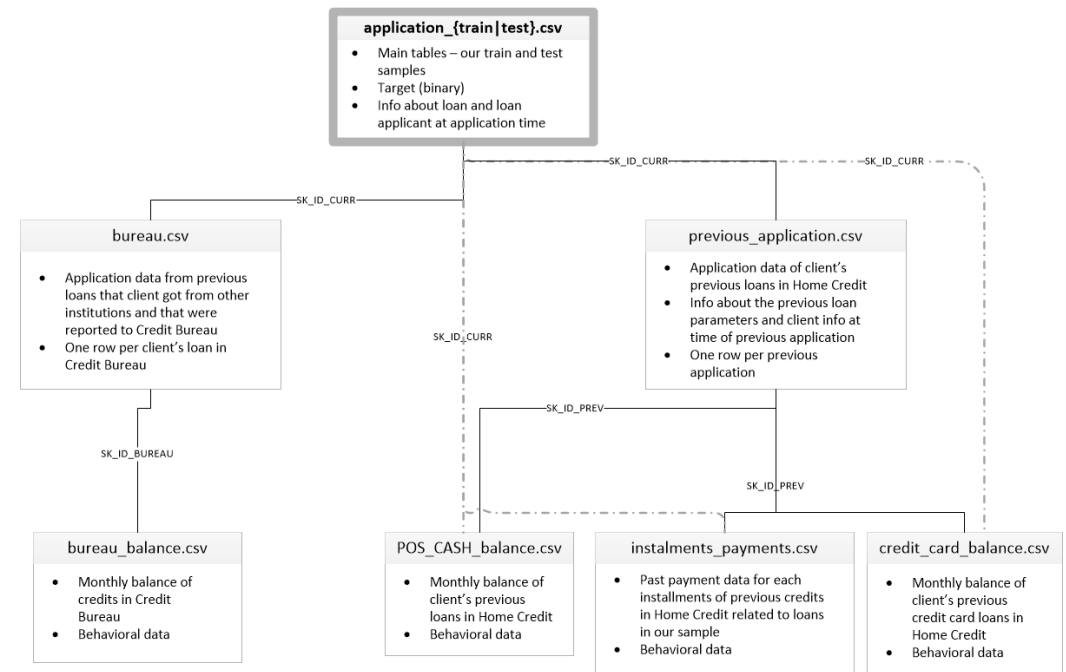 application_{train|test}.csv
• Main tables – our train and test
samples
• Target (binary)
• Info about loan and loan
applicant at application time
SK_ID_CURR
SK_ID_CURR
SK_ID_CURR
bureau.csv
• Application data from previous
loans that client got from other
institutions and that were
reported to Credit Bureau
• One row per client's loan in
Credit Bureau
previous_application.csv
• Application data of client's
previous loans in Home Credit
• Info about the previous loan
parameters and client info at
time of previous application
• One row per previous
application
SK_ID_CURR
SK_ID_PREV
SK_ID_BUREAU
SK_ID_PREV
bureau_balance.csv
• Monthly balance of
credits in Credit
Bureau
• Behavioral data
POS_CASH_balance.csv
• Monthly balance of
client's previous
loans in Home Credit
• Behavioral data
instalments_payments.csv
• Past payment data for each
installments of previous credits
in Home Credit related to loans
in our sample
• Behavioral data
credit_card_balance.csv
• Monthly balance of
client's previous
credit card loans in
Home Credit
• Behavioral data